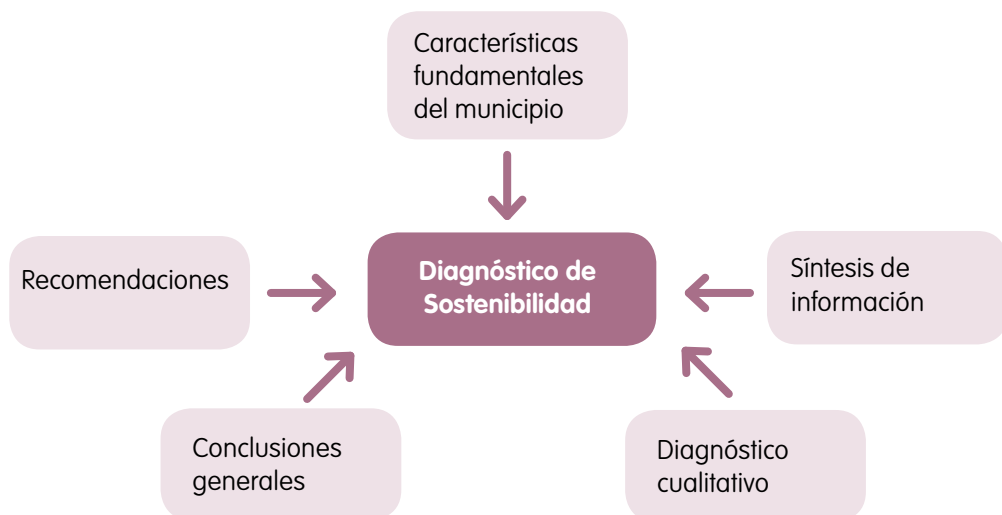 Características
fundamentales
del municipio
Recomendaciones
Diagnóstico de
Sostenibilidad
Síntesis de
información
Conclusiones
generales
Diagnóstico
cualitativo